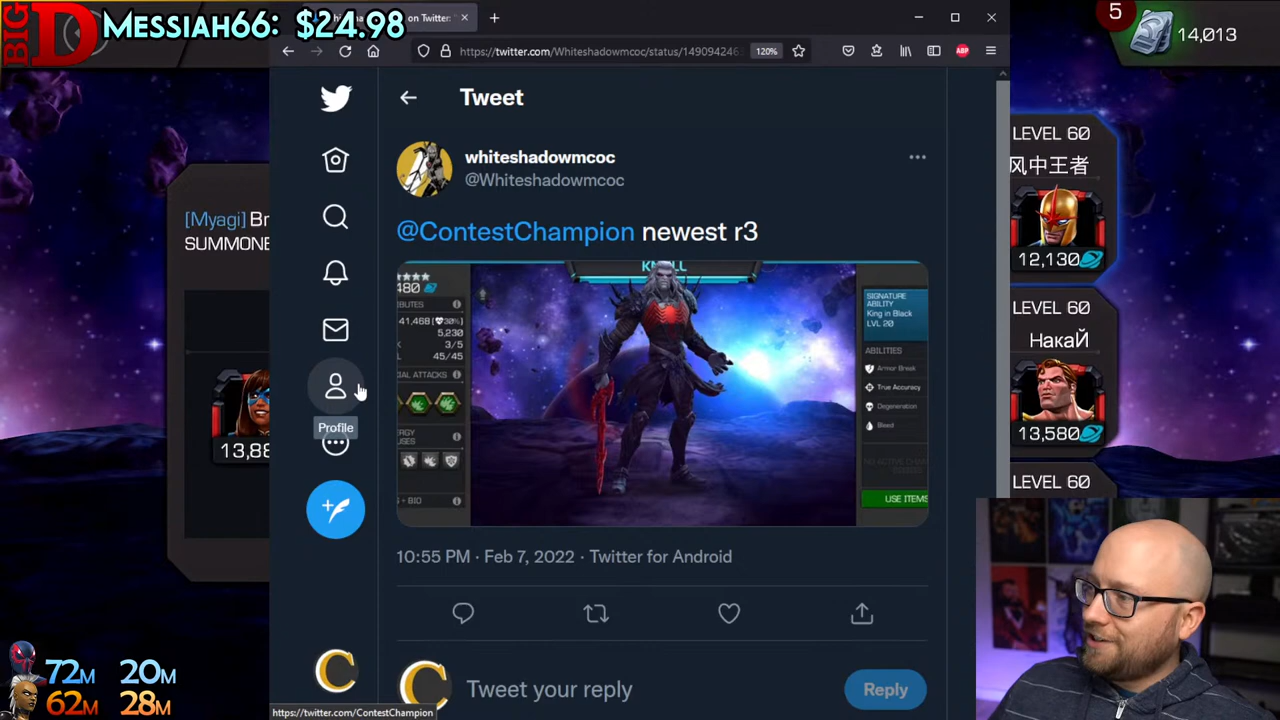 BIG
D
MESSIAH66: $24.98
on Twitter: "
https://twitter.com/Whiteshadowmcoc/status/149094246
120%
ABP
5
14,013
Tweet
whiteshadowmcoc
@Whiteshadowmcoc
@ContestChampion newest r3
480
41,468 (30%)
5,230
3/5
45/45
SIGNATURE
ABILITY
King in Black
LVL 20
ABILITIES
Armor Break
True Accuracy
Degeneration
Bleed
USE ITEMS
10:55 PM · Feb 7, 2022 · Twitter for Android
Profile
Tweet your reply
Reply
https://twitter.com/ContestChampion
[Myagi] Br
SUMMONE
13,88
LEVEL 60
风中王者
12,130
LEVEL 60
НакаЙ
13,580
LEVEL 60
72M 20M
62M 28M